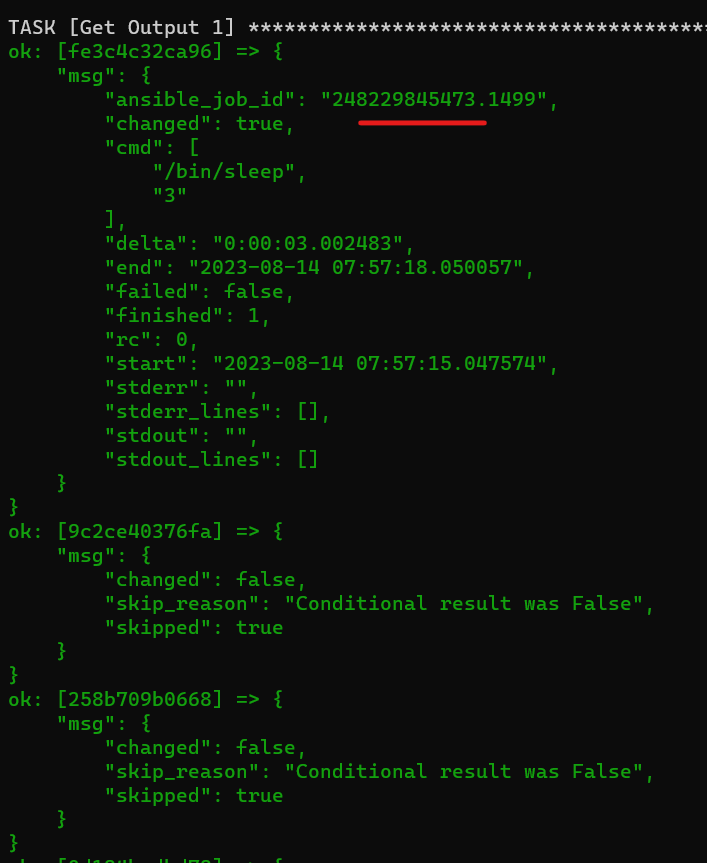 TASK [Get Output 1] ***************************************
ok: [fe3c4c32ca96] => {
    "msg": {
        "ansible_job_id": "248229845473.1499",
        "changed": true,
        "cmd": [
            "/bin/sleep",
            "3"
        ],
        "delta": "0:00:03.002483",
        "end": "2023-08-14 07:57:18.050057",
        "failed": false,
        "finished": 1,
        "rc": 0,
        "start": "2023-08-14 07:57:15.047574",
        "stderr": "",
        "stderr_lines": [],
        "stdout": "",
        "stdout_lines": []
    }
}
ok: [9c2ce40376fa] => {
    "msg": {
        "changed": false,
        "skip_reason": "Conditional result was False",
        "skipped": true
    }
}
ok: [258b709b0668] => {
    "msg": {
        "changed": false,
        "skip_reason": "Conditional result was False",
        "skipped": true
    }
}